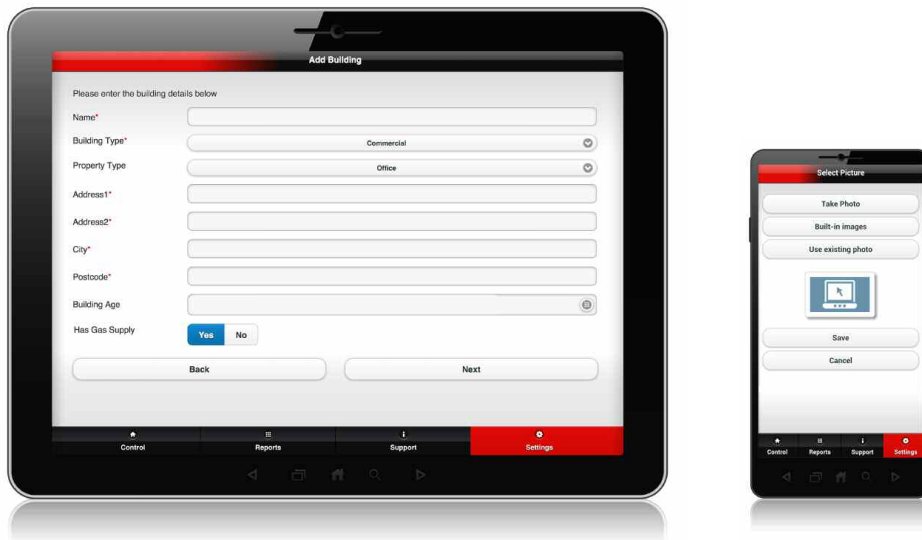 Add Building
Please enter the building details below
Name*
Building Type* Commercial
Property Type Office
Address1*
Address2*
City*
Postcode*
Building Age
Has Gas Supply Yes No
Back Next
Control Reports Support Settings
Select Picture
Take Photo
Built-in images
Use existing photo
Save
Cancel
Control Reports Support Settings